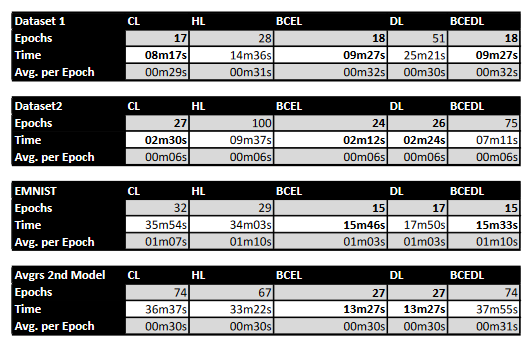 Dataset 1 CL HL BCEL DL BCEDL
Epochs 17 28 18 51 18
Time 08m17s 14m36s 09m27s 25m21s 09m27s
Avg. per Epoch 00m29s 00m31s 00m32s 00m30s 00m32s
Dataset2 CL HL BCEL DL BCEDL
Epochs 27 100 24 26 75
Time 02m30s 09m37s 02m12s 02m24s 07m11s
Avg. per Epoch 00m06s 00m06s 00m06s 00m06s 00m06s
EMNIST CL HL BCEL DL BCEDL
Epochs 32 29 15 17 15
Time 35m54s 34m03s 15m46s 17m50s 15m33s
Avg. per Epoch 01m07s 01m10s 01m03s 01m03s 01m10s
Avgrs 2nd Model CL HL BCEL DL BCEDL
Epochs 74 67 27 27 74
Time 36m37s 33m22s 13m27s 13m27s 37m55s
Avg. per Epoch 00m30s 00m30s 00m30s 00m30s 00m31s